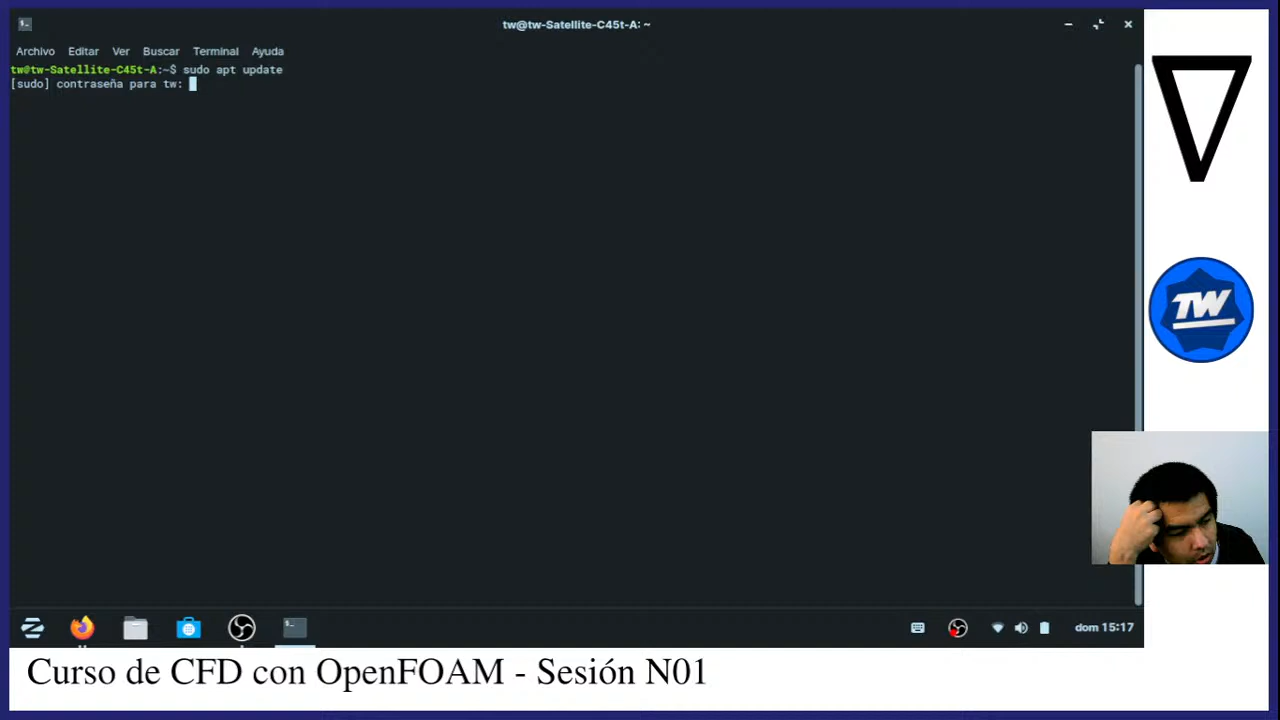 tw@tw-Satellite-C45t-A: ~
Archivo Editar Ver Buscar Terminal Ayuda
tw@tw-Satellite-C45t-A:~$ sudo apt update
[sudo] contraseña para tw:
TW
dom 15:17
Curso de CFD con OpenFOAM - Sesión N01